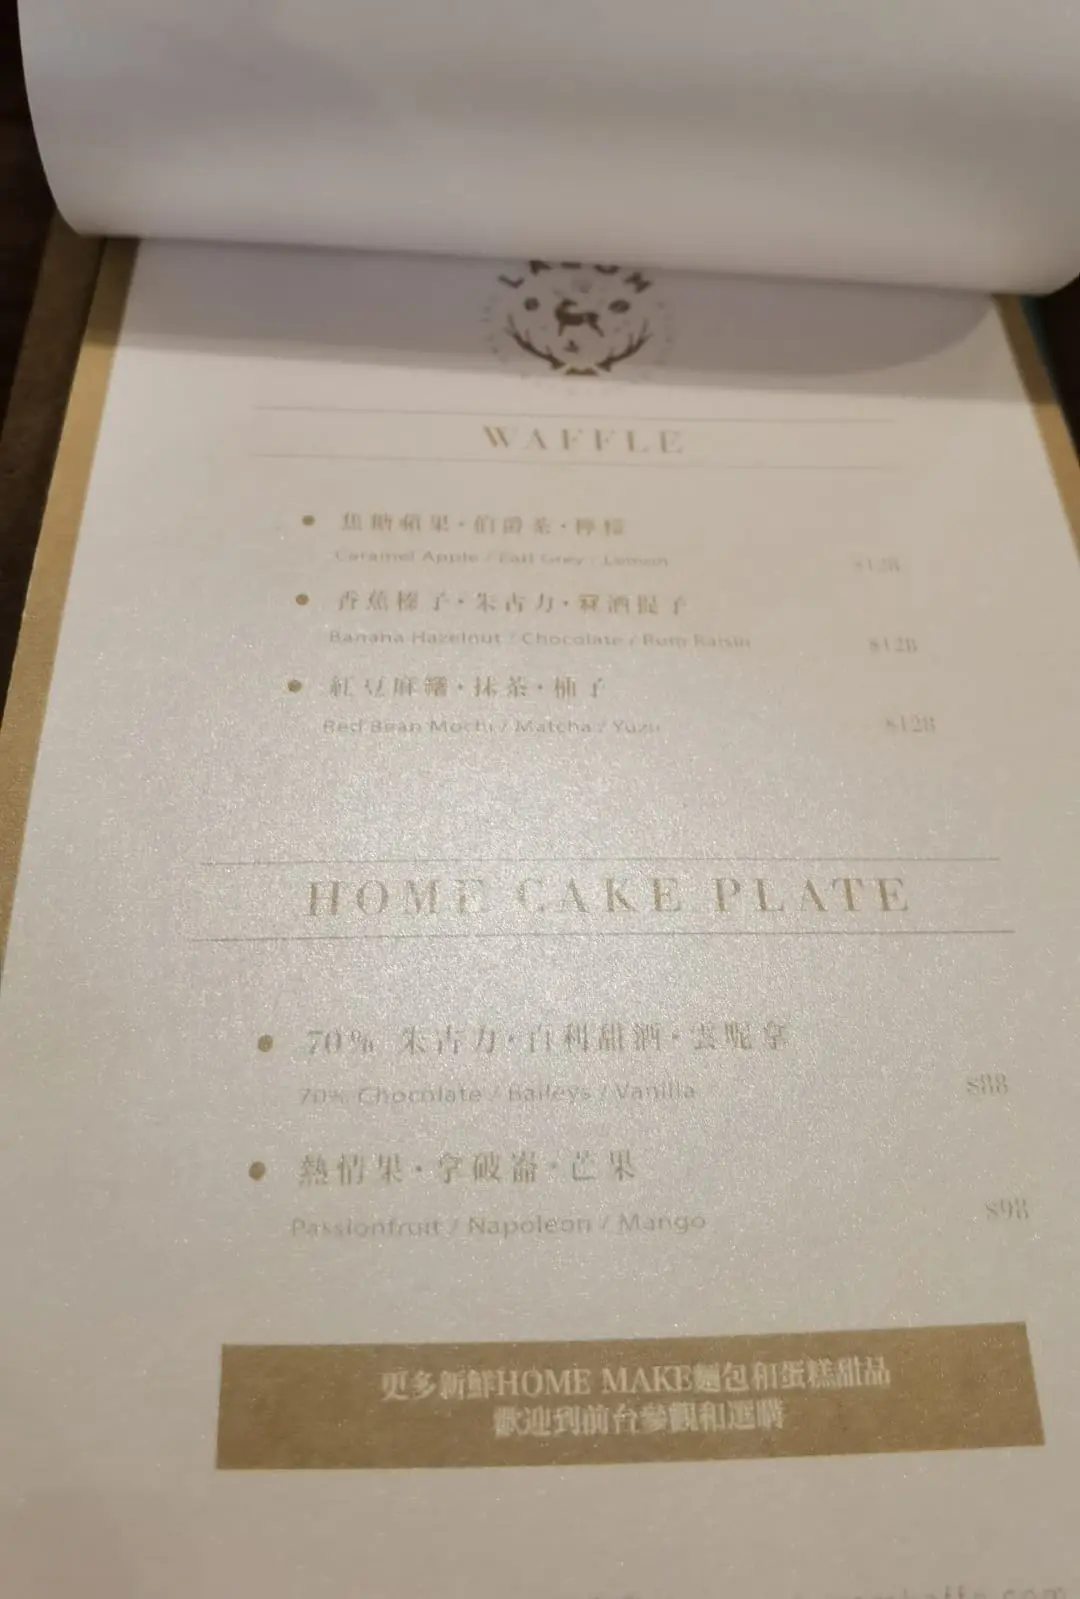 WAFFLE
焦糖蘋果·伯爵茶·檸檬
Caramel Apple / Earl Grey / Lemon
$128
香蕉榛子·朱古力·冧酒提子
Banana Hazelnut / Chocolate / Rum Raisin
$128
紅豆麻糬·抹茶·柚子
Red Bean Mochi / Matcha / Yuzu
$128
HOME CAKE PLATE
70% 朱古力·百利甜酒·雲呢拿
70% Chocolate / Baileys / Vanilla
$88
熱情果·拿破崙·芒果
Passionfruit / Napoleon / Mango
$98
更多新鮮HOME MAKE麵包和蛋糕甜品
歡迎到前台參觀和選購